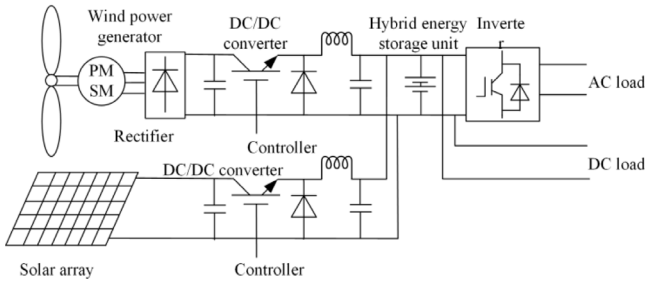 Wind power
generator
DC/DC
converter
Hybrid energy
storage unit
Inverte
r
PM
SM
AC load
Rectifier
Controller
DC/DC converter
DC load
Solar array
Controller